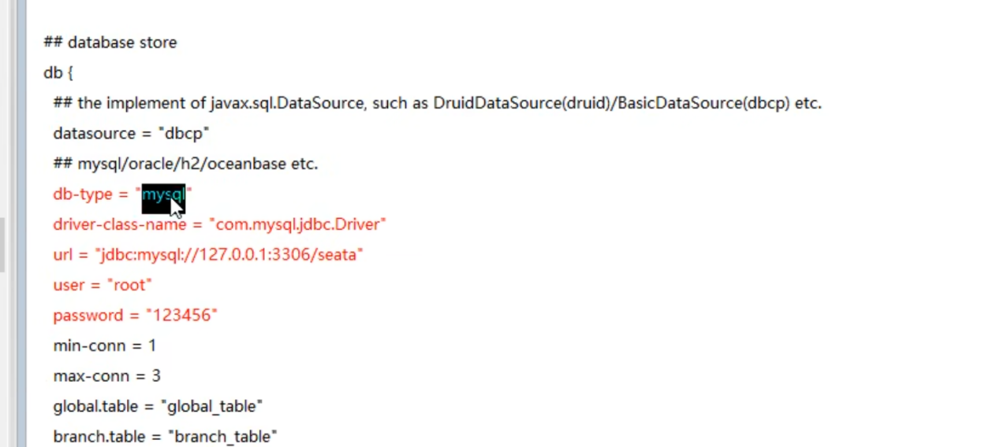 ## database store
db {
## the implement of javax.sql.DataSource, such as DruidDataSource(druid)/BasicDataSource(dbcp) etc.
datasource = "dbcp"
## mysql/oracle/h2/oceanbase etc.
db-type = "mysql"
driver-class-name = "com.mysql.jdbc.Driver"
url = "jdbc:mysql://127.0.0.1:3306/seata"
user = "root"
password = "123456"
min-conn = 1
max-conn = 3
global.table = "global_table"
branch.table = "branch_table"